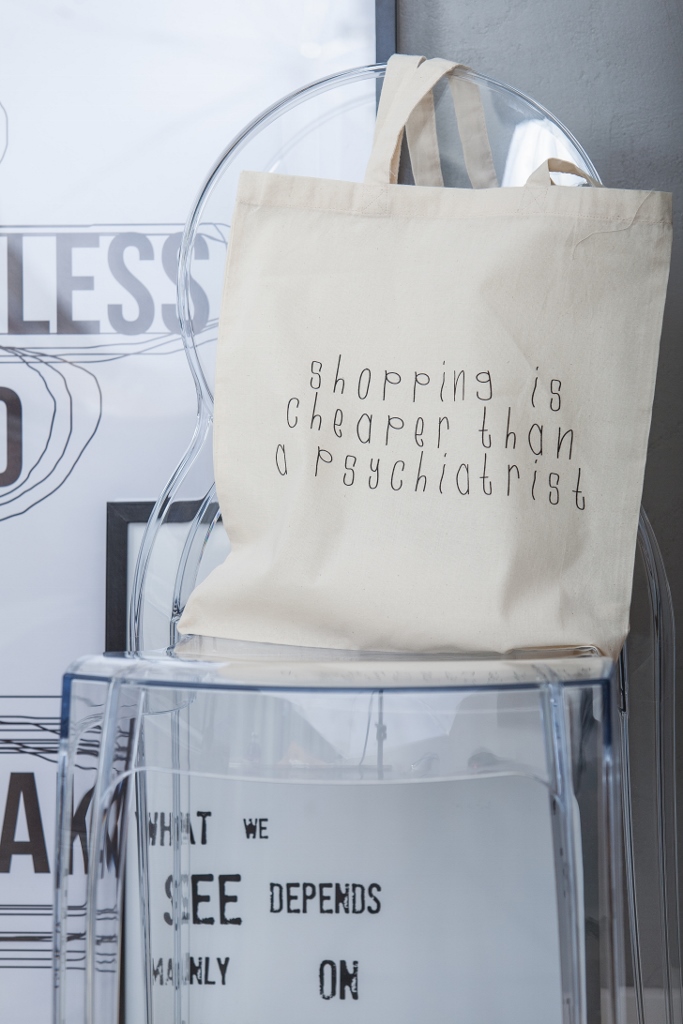 LESS
shopping is
cheaper than
a psychiatrist
WHAT WE
SEE DEPENDS
MAINLY ON